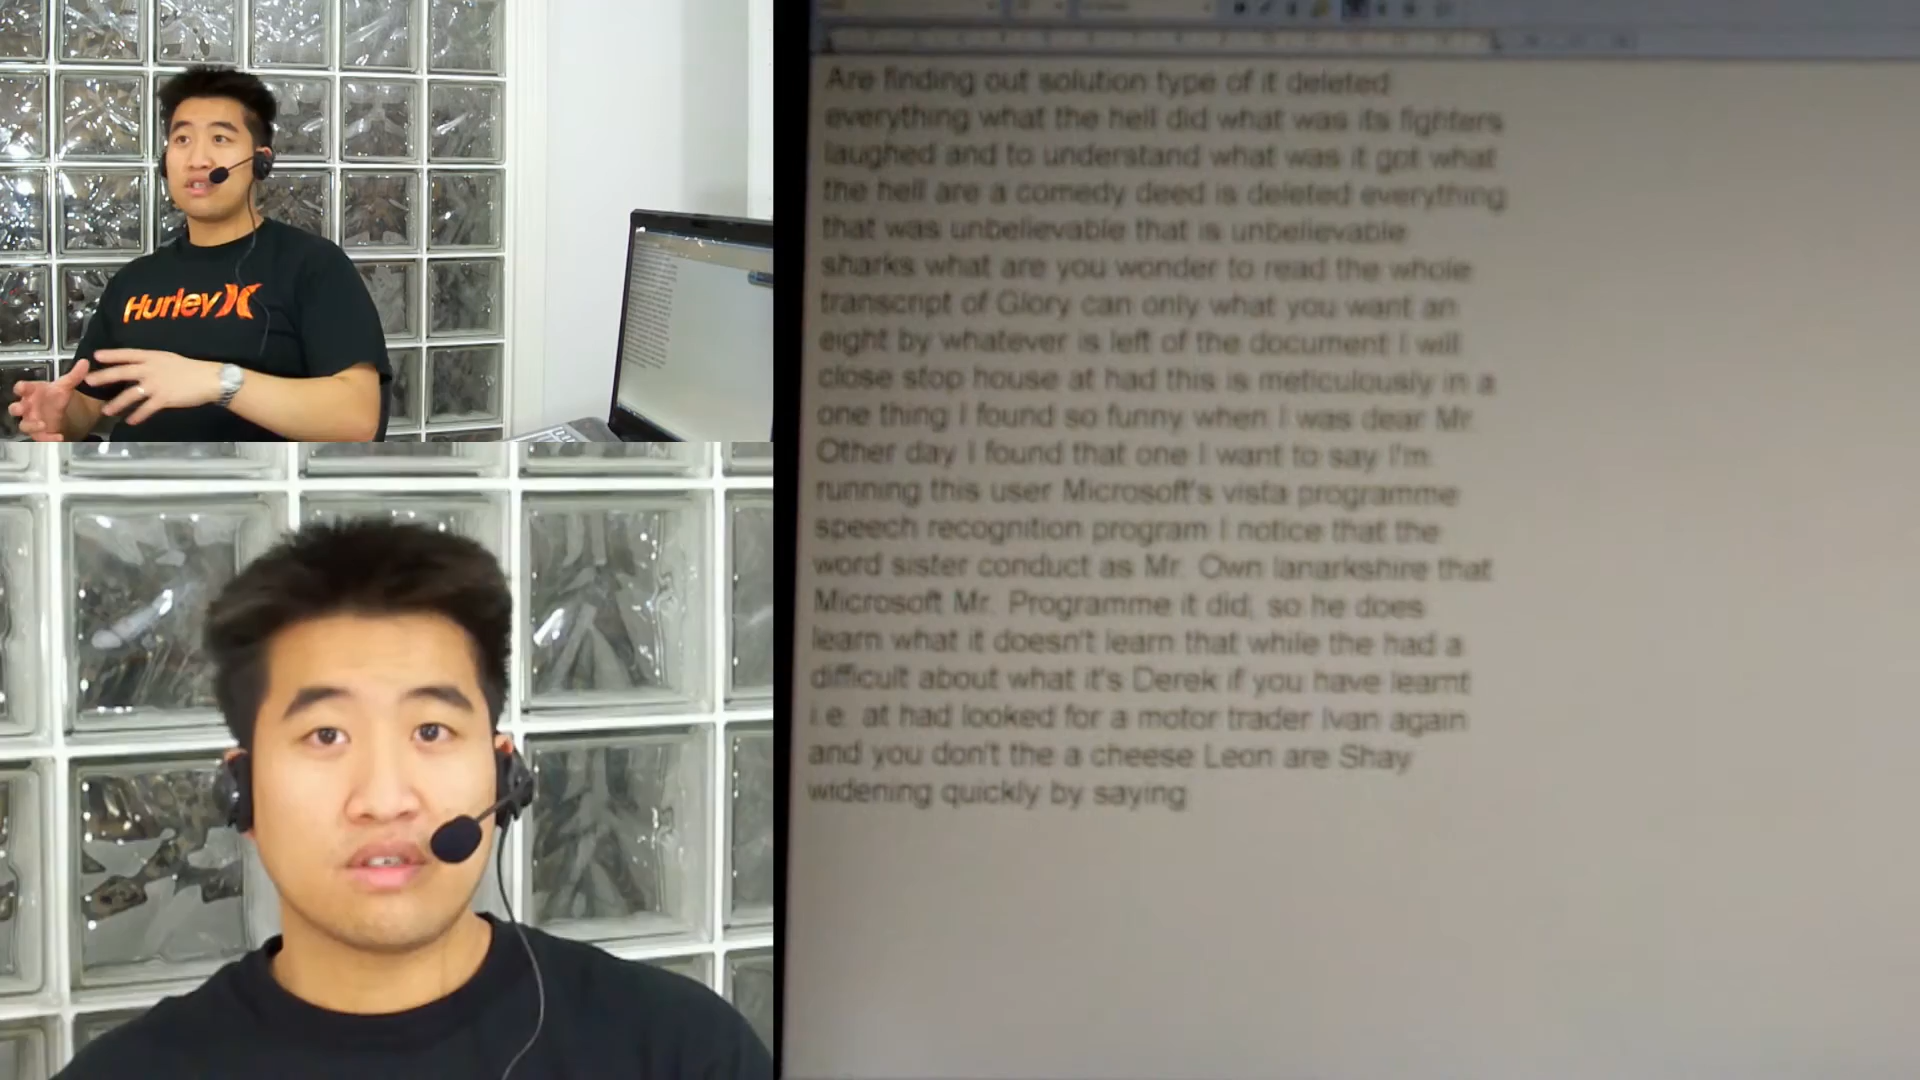 Hurley
Are finding out solution type of it deleted
everything what the hell did what was its fighters
laughed and to understand what was it got what
the hell are a comedy deed is deleted everything
that was unbelievable that is unbelievable
sharks what are you wonder to read the whole
transcript of Glory can only what you want an
eight by whatever is left of the document I will
close stop house at had this is meticulously in a
one thing I found so funny when I was dear Mr.
Other day I found that one I want to say I'm
running this user Microsoft's vista programme
speech recognition program I notice that the
word sister conduct as Mr. Own lanarkshire that
Microsoft Mr. Programme it did, so he does
learn what it doesn't learn that while the had a
difficult about what it's Derek if you have learnt
i.e. at had looked for a motor trader Ivan again
and you don't the a cheese Leon are Shay
widening quickly by saying